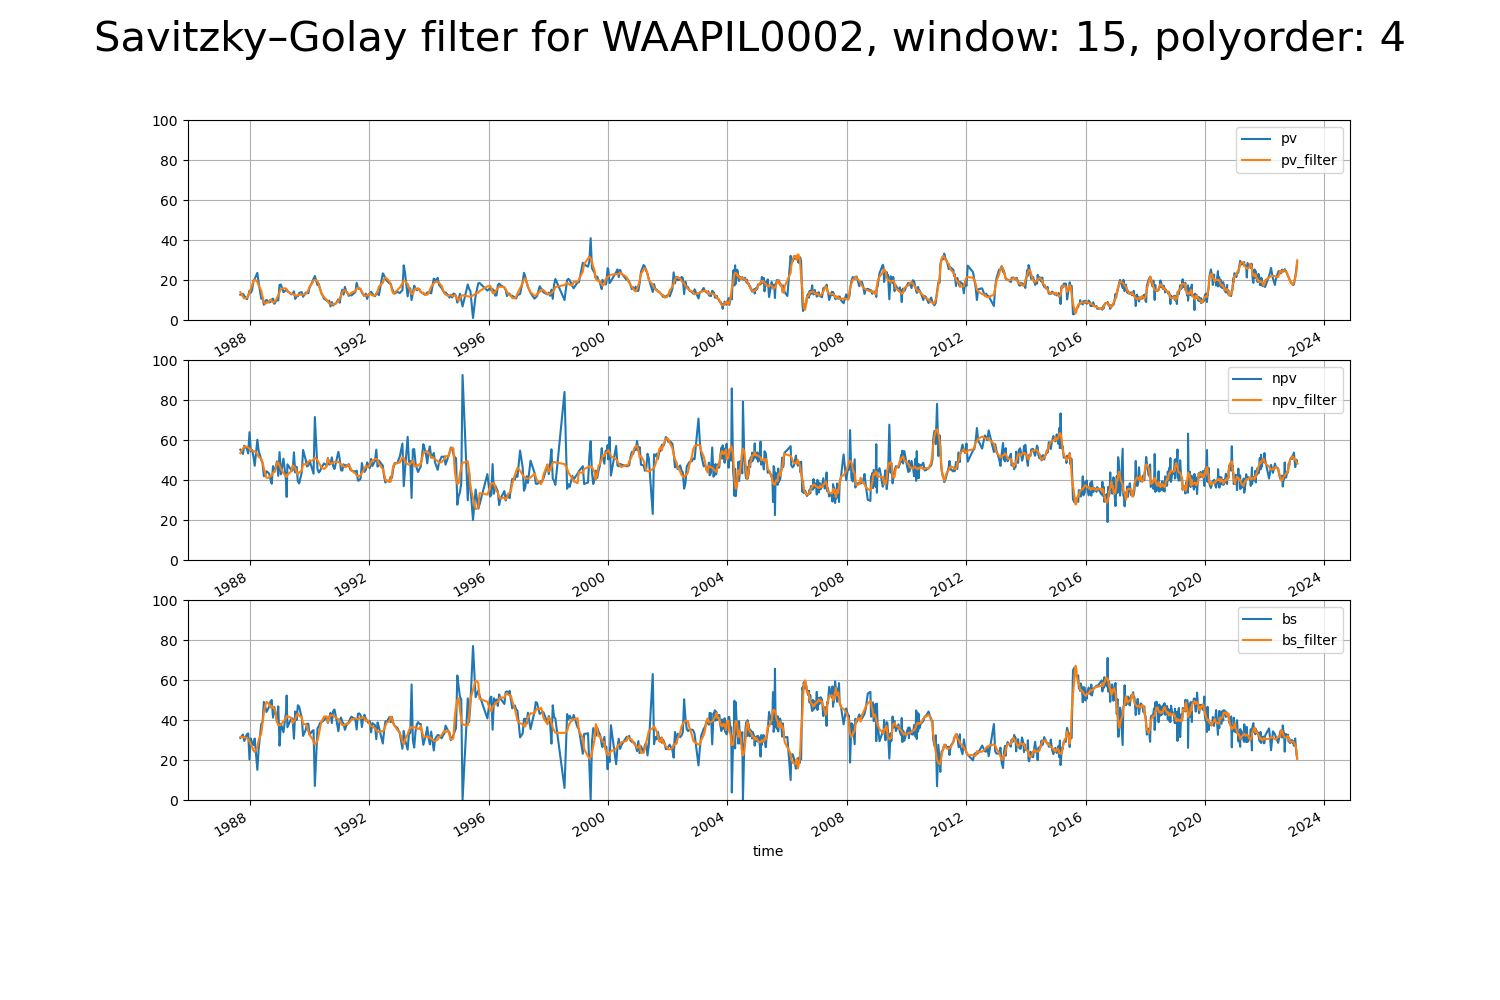 Savitzky–Golay filter for WAAPIL0002, window: 15, polyorder: 4
100
80
60
40
20
0
pv
pv_filter
1988 1992 1996 2000 2004 2008 2012 2016 2020 2024
100
80
60
40
20
0
npv
npv_filter
1988 1992 1996 2000 2004 2008 2012 2016 2020 2024
100
80
60
40
20
0
bs
bs_filter
1988 1992 1996 2000 2004 2008 2012 2016 2020 2024
time